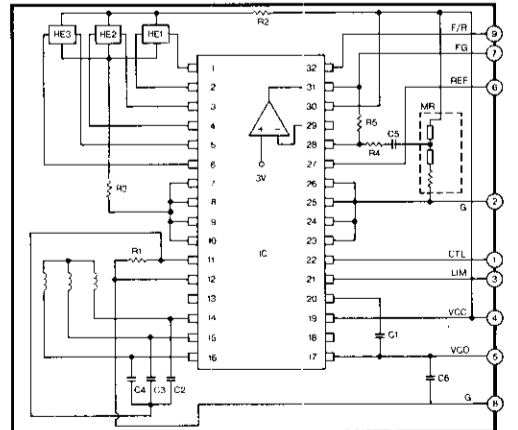 HE3 HE2 HE1 R2
F/R 9
FG 7
REF 6
MR
R5
C5
R4
R3
3V
G 2
R1
IC
CTL 1
LIM 3
VCC 4
C1
VCO 5
C4 C3 C2
C6
G 8
1 32
2 31
3 30
4 29
5 28
6 27
7 26
8 25
9 24
10 23
11 22
12 21
13 20
14 19
15 18
16 17
+ -